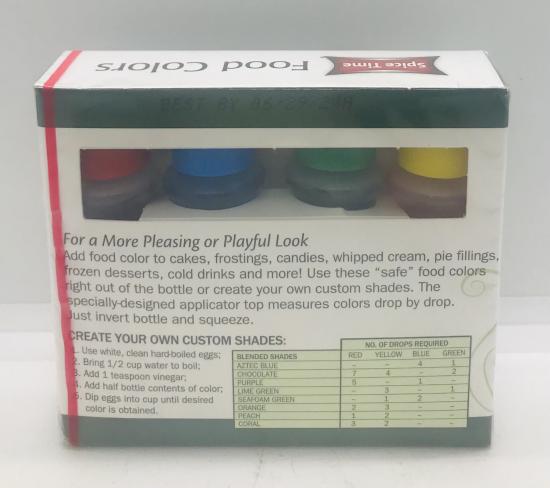 Spice Time
Food Colors
BEST BY 06-29-24A
For a More Pleasing or Playful Look
Add food color to cakes, frostings, candies, whipped cream, pie fillings,
frozen desserts, cold drinks and more! Use these “safe” food colors
right out of the bottle or create your own custom shades. The
specially-designed applicator top measures colors drop by drop.
Just invert bottle and squeeze.
CREATE YOUR OWN CUSTOM SHADES:
1. Use white, clean hard-boiled eggs;
2. Bring 1/2 cup water to boil;
3. Add 1 teaspoon vinegar;
4. Add half bottle contents of color;
5. Dip eggs into cup until desired
color is obtained.
NO. OF DROPS REQUIRED
BLENDED SHADES RED YELLOW BLUE GREEN
AZTEC BLUE – – 4 1
CHOCOLATE 7 4 – 2
PURPLE 5 – 1 –
LIME GREEN – 3 – 1
SEAFOAM GREEN – 1 2 –
ORANGE 2 3 – –
PEACH 1 2 – –
CORAL 3 2 – –